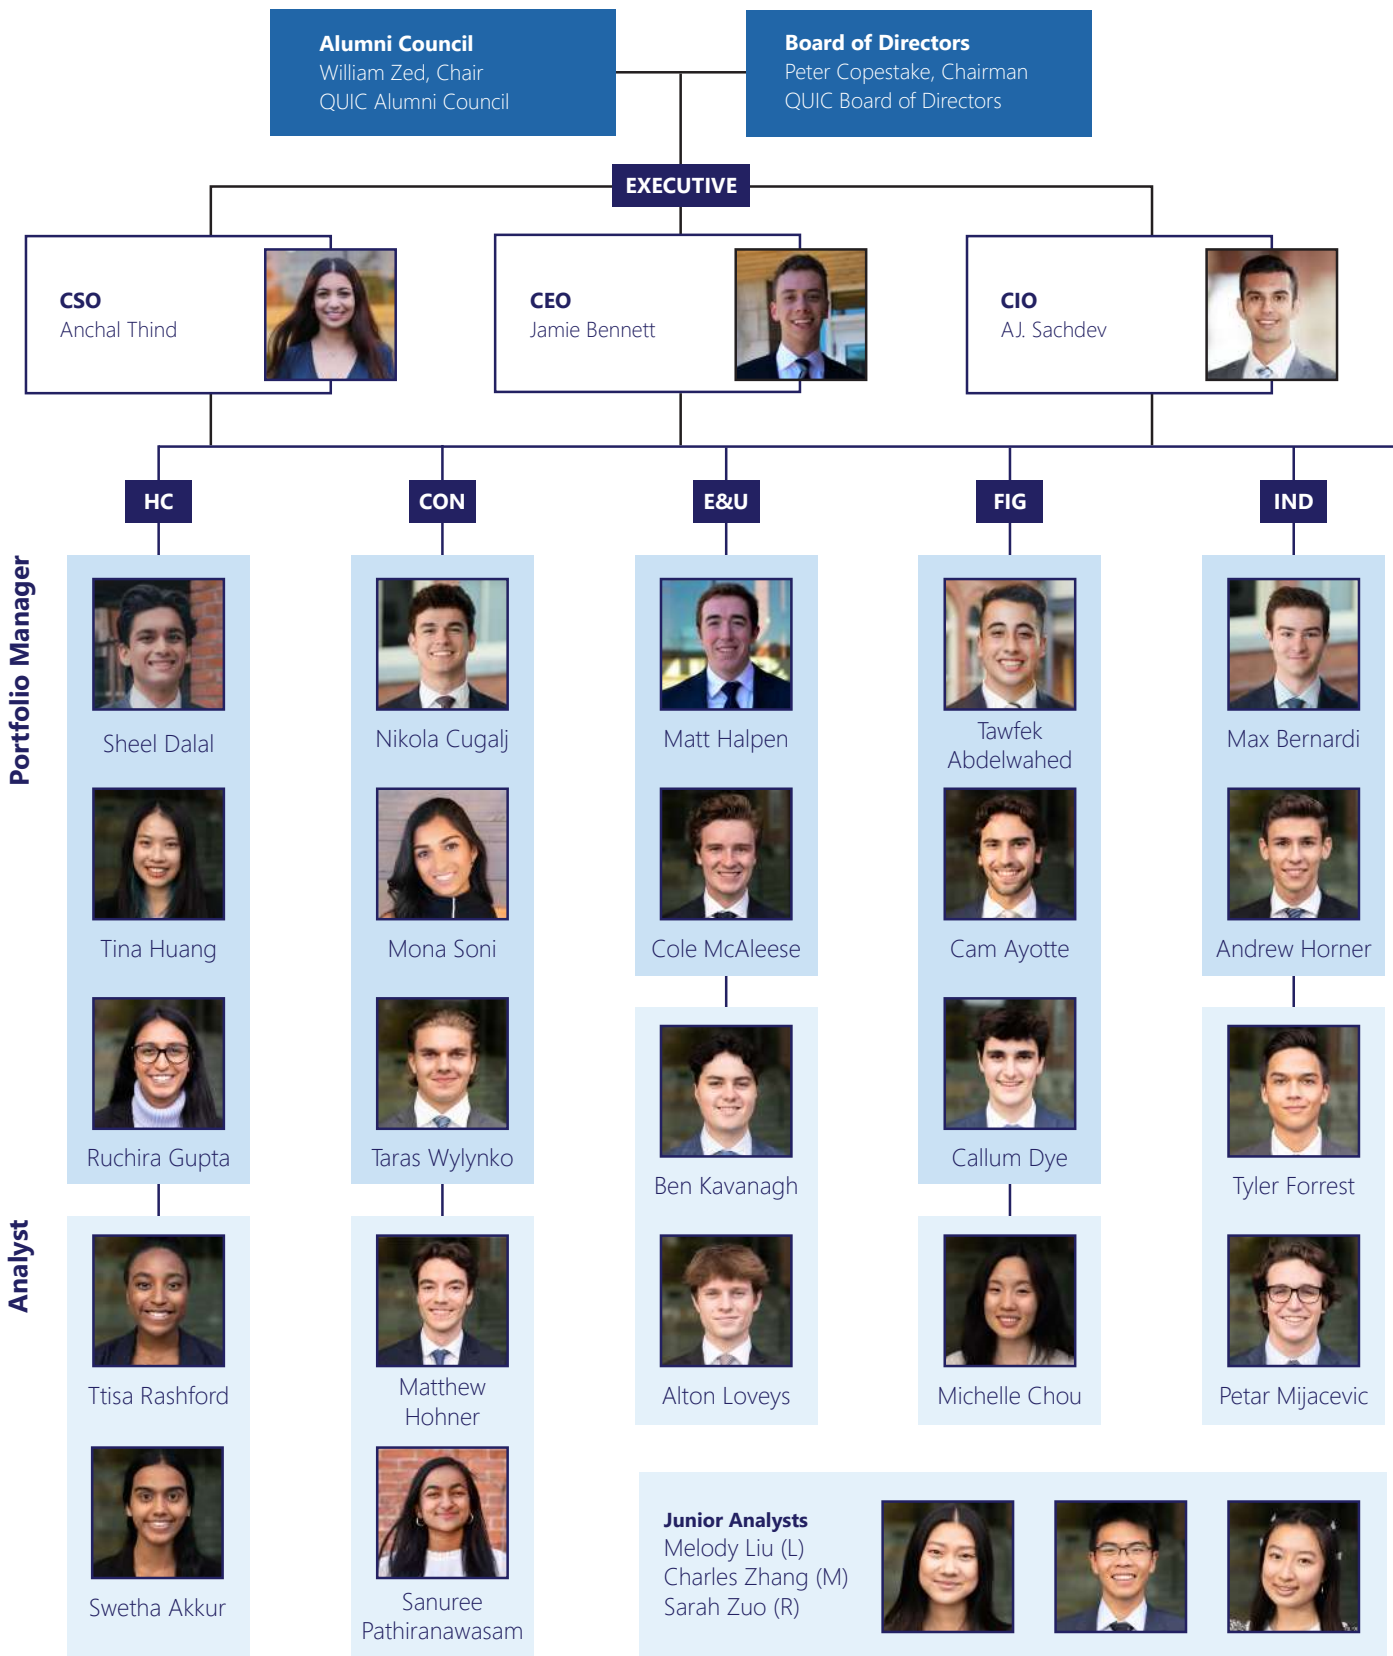 Alumni Council
William Zed, Chair
QUIC Alumni Council
Board of Directors
Peter Copestake, Chairman
QUIC Board of Directors
EXECUTIVE
CSO
Anchal Thind
CEO
Jamie Bennett
CIO
AJ. Sachdev
HC
CON
E&U
FIG
IND
Portfolio Manager
Sheel Dalal
Nikola Cugalj
Matt Halpen
Tawfek
Abdelwahed
Max Bernardi
Tina Huang
Mona Soni
Cole McAleese
Cam Ayotte
Andrew Horner
Ruchira Gupta
Taras Wylynko
Ben Kavanagh
Callum Dye
Tyler Forrest
Analyst
Ttisa Rashford
Matthew
Hohner
Alton Loveys
Michelle Chou
Petar Mijacevic
Swetha Akkur
Sanuree
Pathiranawasam
Junior Analysts
Melody Liu (L)
Charles Zhang (M)
Sarah Zuo (R)